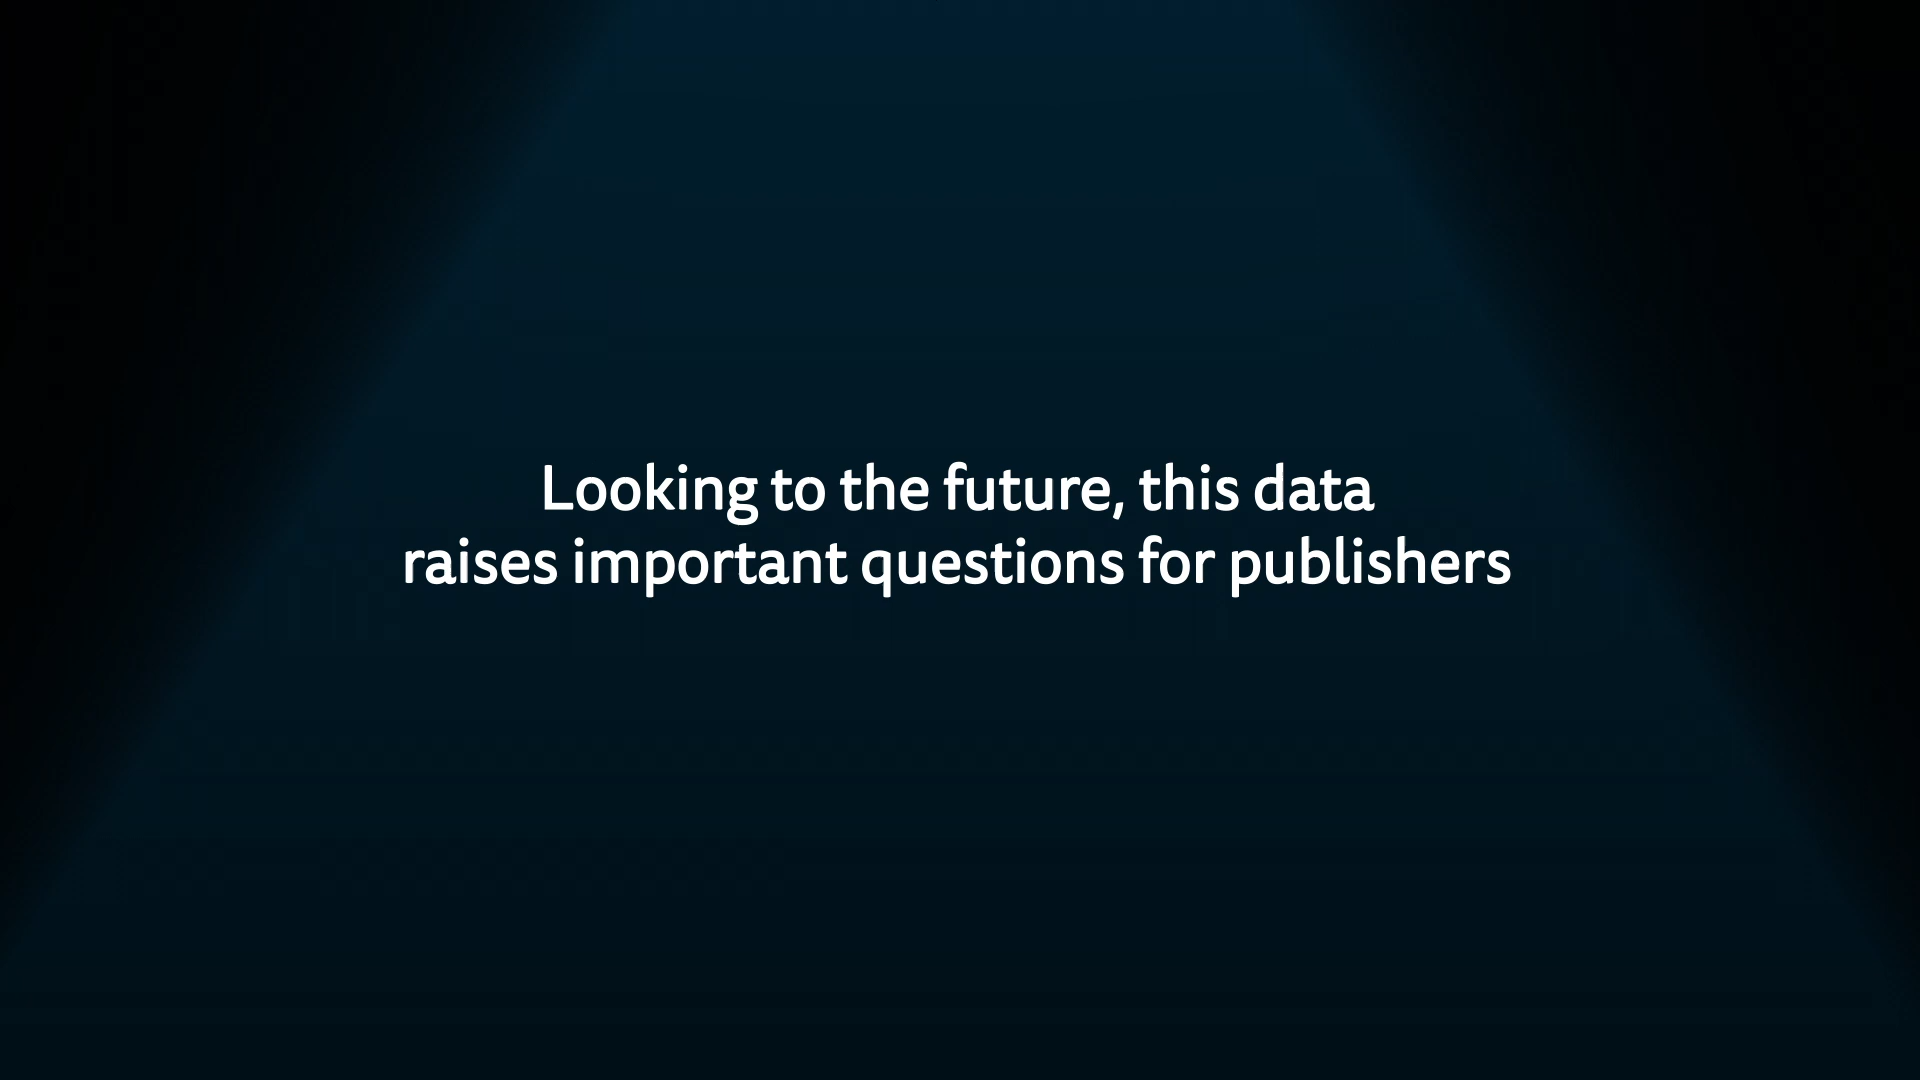 Looking to the future, this data
raises important questions for publishers